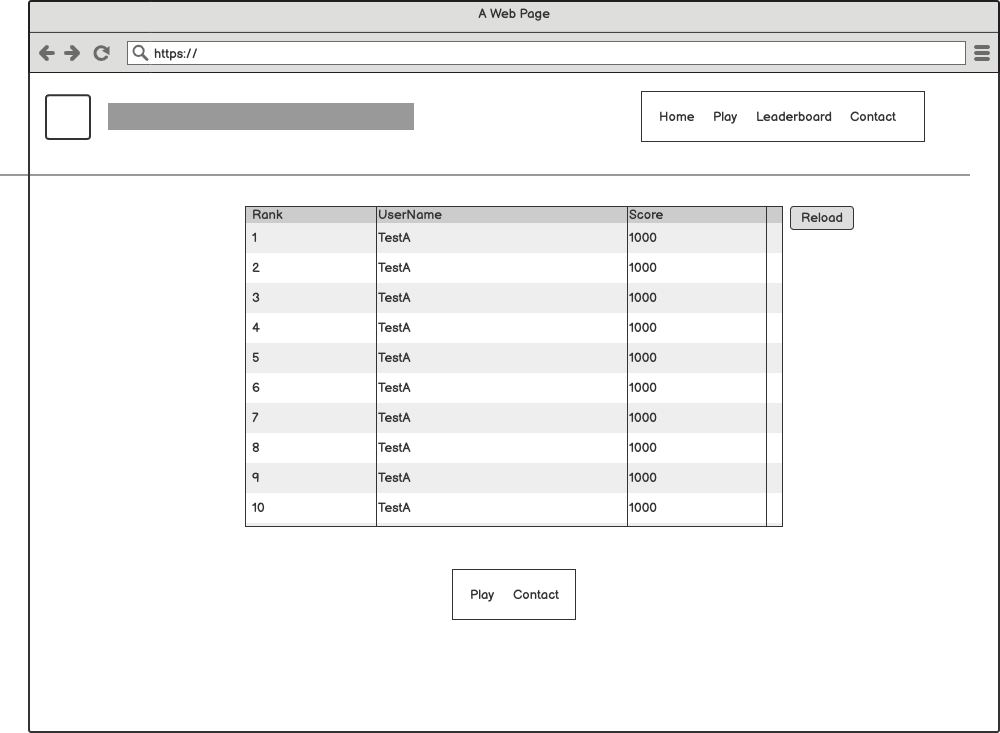 A Web Page
https://
Home Play Leaderboard Contact
Rank UserName Score
Reload
1 TestA 1000
2 TestA 1000
3 TestA 1000
4 TestA 1000
5 TestA 1000
6 TestA 1000
7 TestA 1000
8 TestA 1000
9 TestA 1000
10 TestA 1000
Play Contact